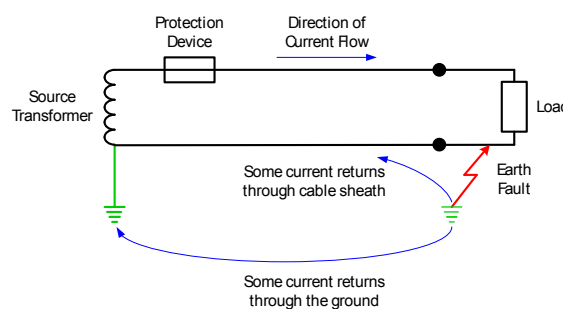 Protection
Device
Direction of
Current Flow
Source
Transformer
Load
Some current returns
through cable sheath
Earth
Fault
Some current returns
through the ground